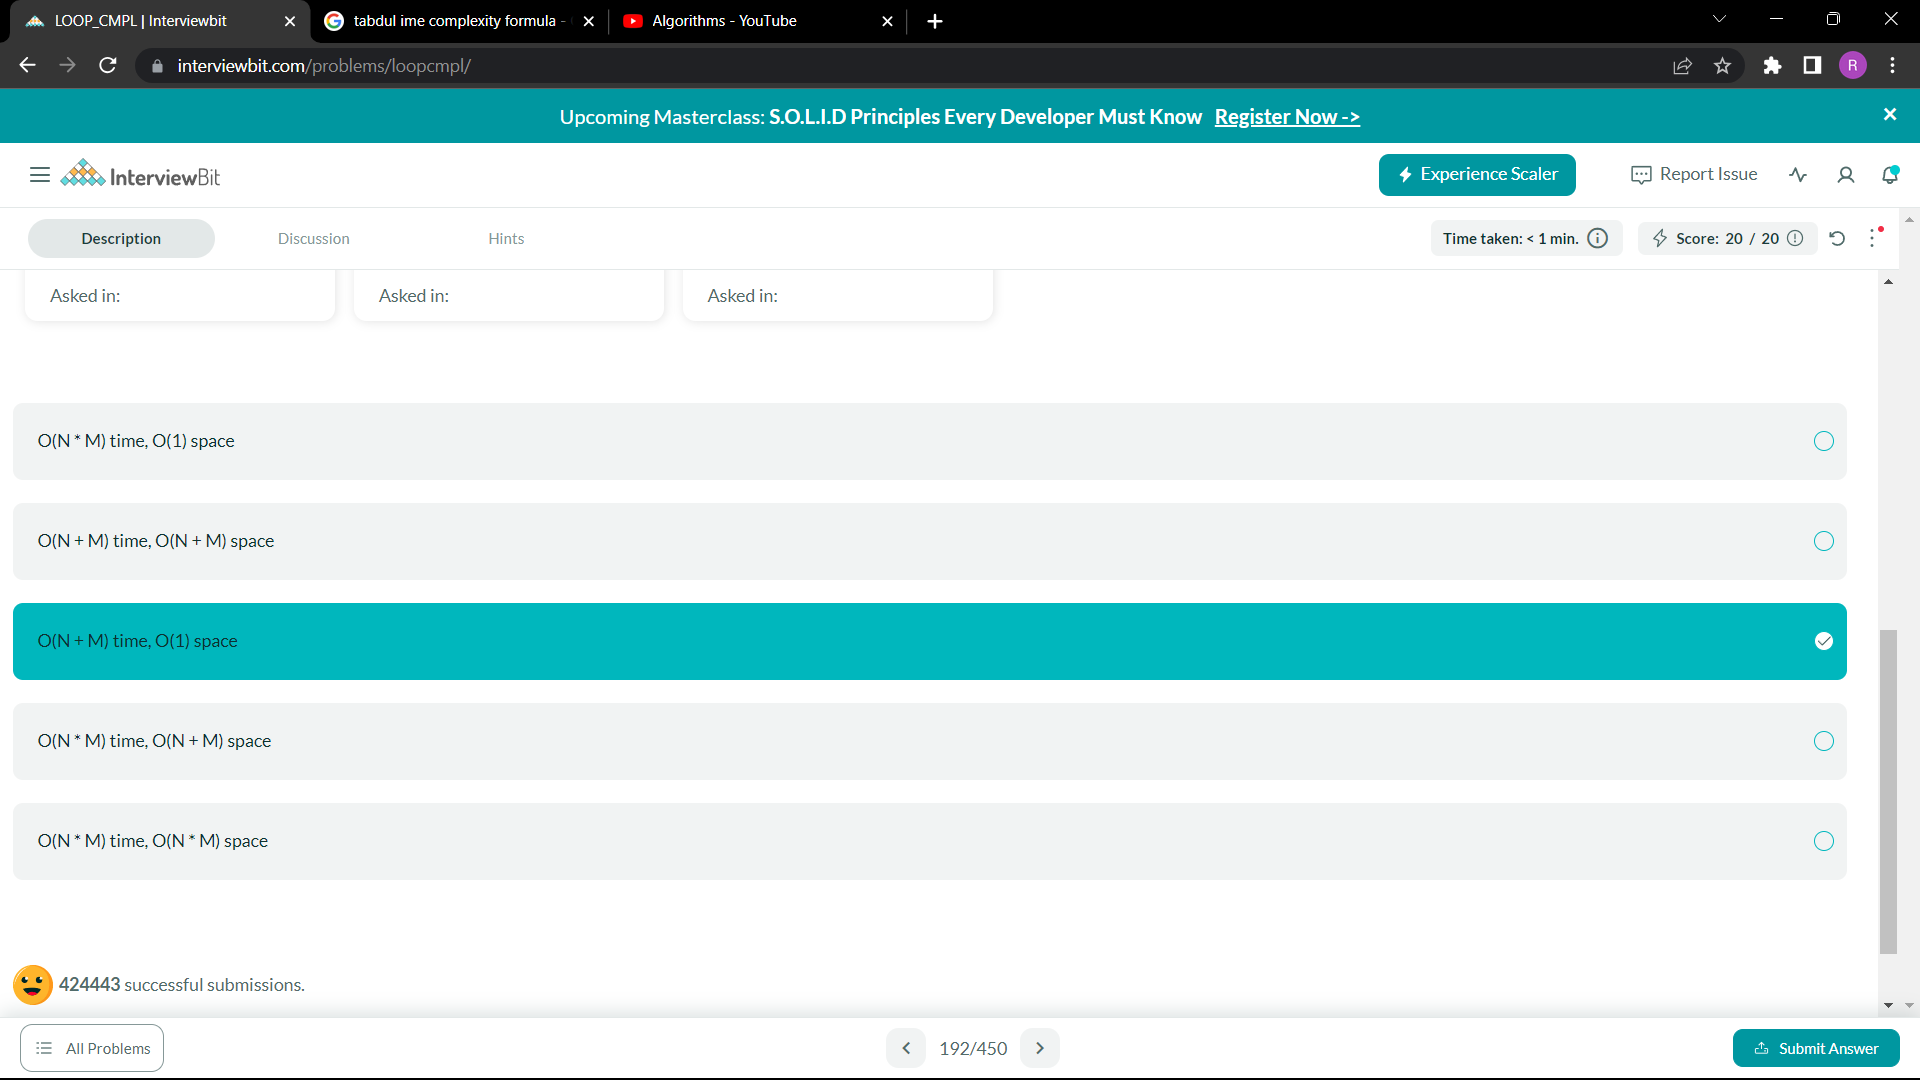 LOOP_CMPL | Interviewbit
tabdul ime complexity formula -
Algorithms - YouTube
interviewbit.com/problems/loopcmpl/
R
Upcoming Masterclass: S.O.L.I.D Principles Every Developer Must Know Register Now ->
InterviewBit
Experience Scaler
Report Issue
Description
Discussion
Hints
Time taken: < 1 min.
Score: 20 / 20
Asked in:
Asked in:
Asked in:
O(N * M) time, O(1) space
O(N + M) time, O(N + M) space
O(N + M) time, O(1) space
O(N * M) time, O(N + M) space
O(N * M) time, O(N * M) space
424443 successful submissions.
All Problems
192/450
Submit Answer